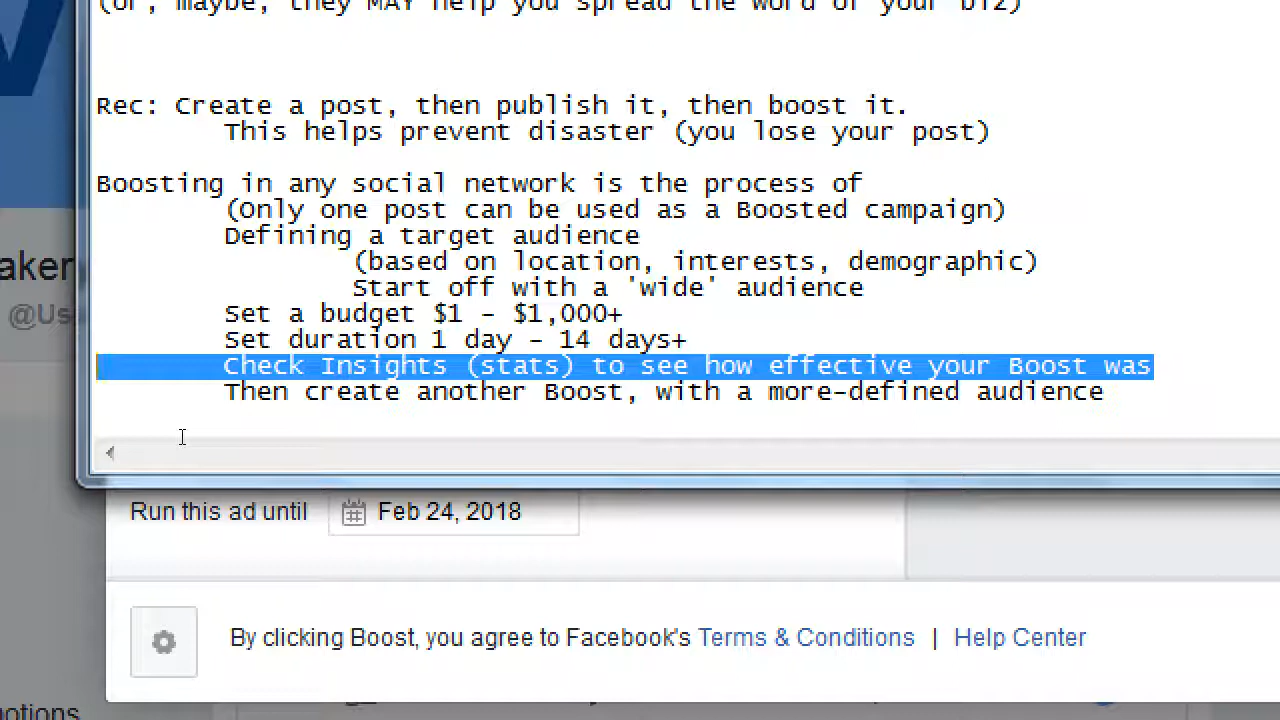 (or, maybe, they MAY help you spread the word of your biz)
Rec: Create a post, then publish it, then boost it.
This helps prevent disaster (you lose your post)
Boosting in any social network is the process of
(Only one post can be used as a Boosted campaign)
Defining a target audience
(based on location, interests, demographic)
Start off with a 'wide' audience
Set a budget $1 - $1,000+
Set duration 1 day - 14 days+
Check Insights (stats) to see how effective your Boost was
Then create another Boost, with a more-defined audience
aker
@Us
Run this ad until Feb 24, 2018
By clicking Boost, you agree to Facebook's Terms & Conditions | Help Center
otions